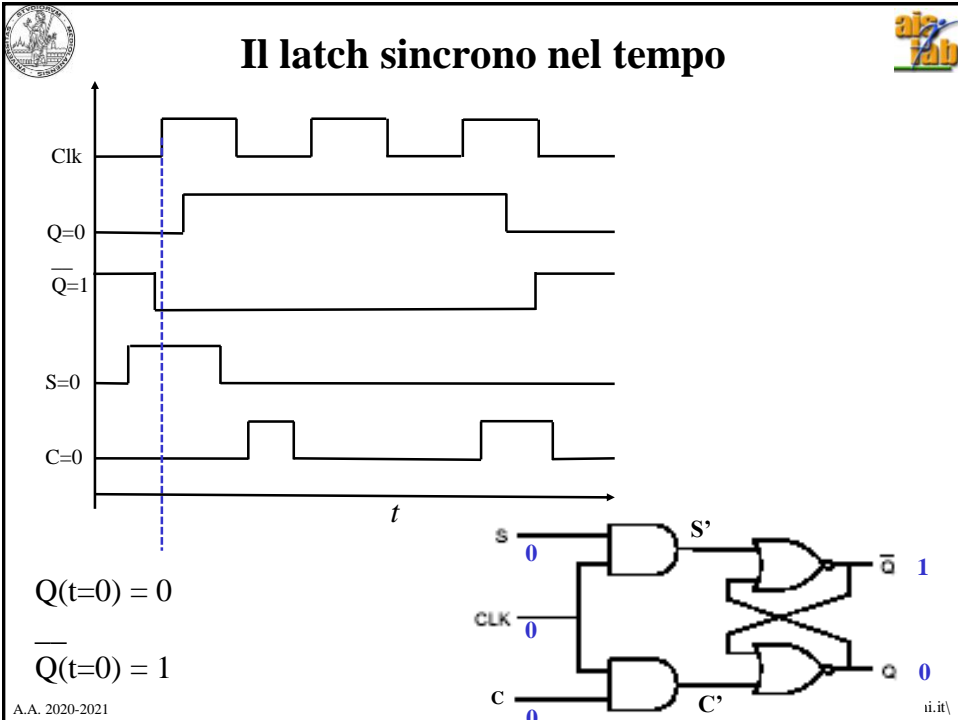 Il latch sincrono nel tempo
Clk
Q=0
Q̅=1
S=0
C=0
t
Q(t=0) = 0
Q̅(t=0) = 1
S
0
S’
Q̅ 1
CLK
0
Q 0
C
0
C’
A.A. 2020-2021